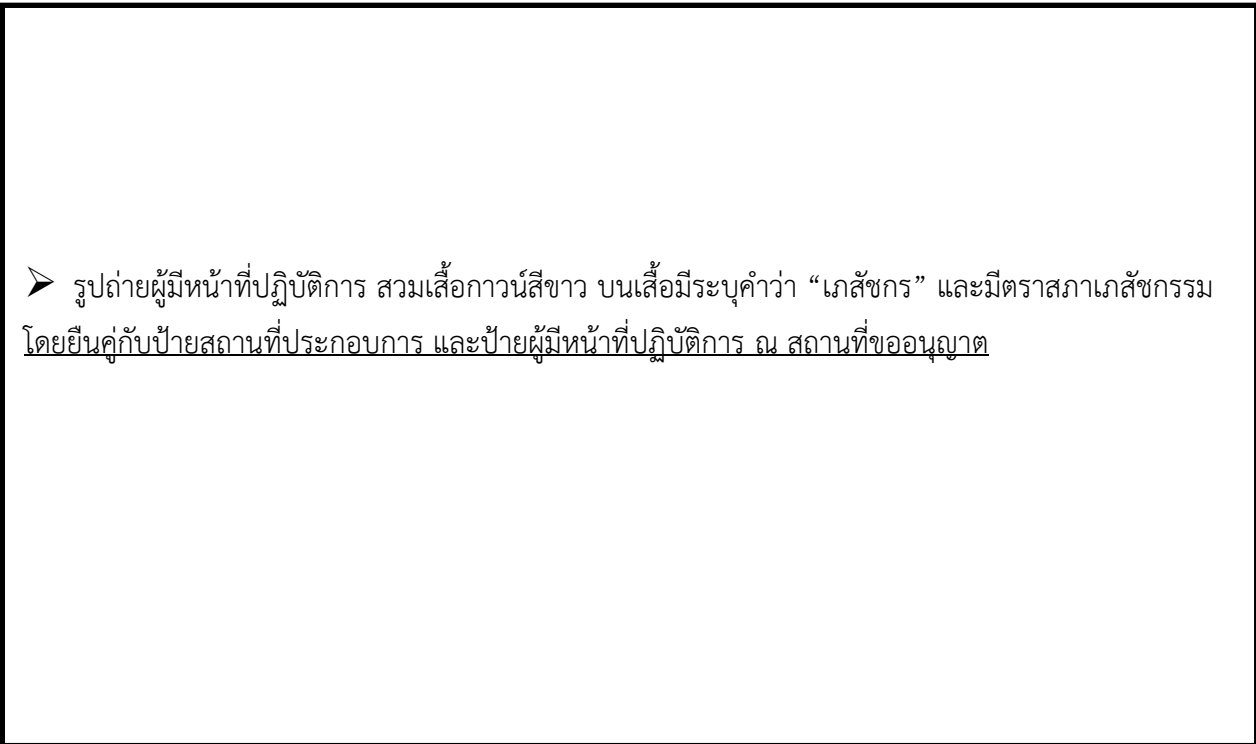 ➢ รูปถ่ายผู้มีหน้าที่ปฏิบัติการ สวมเสื้อกาวน์สีขาว บนเสื้อมีระบุคำว่า “เภสัชกร” และมีตราสภาเภสัชกรรม
โดยยืนคู่กับป้ายสถานที่ประกอบการ และป้ายผู้มีหน้าที่ปฏิบัติการ ณ สถานที่ขออนุญาต